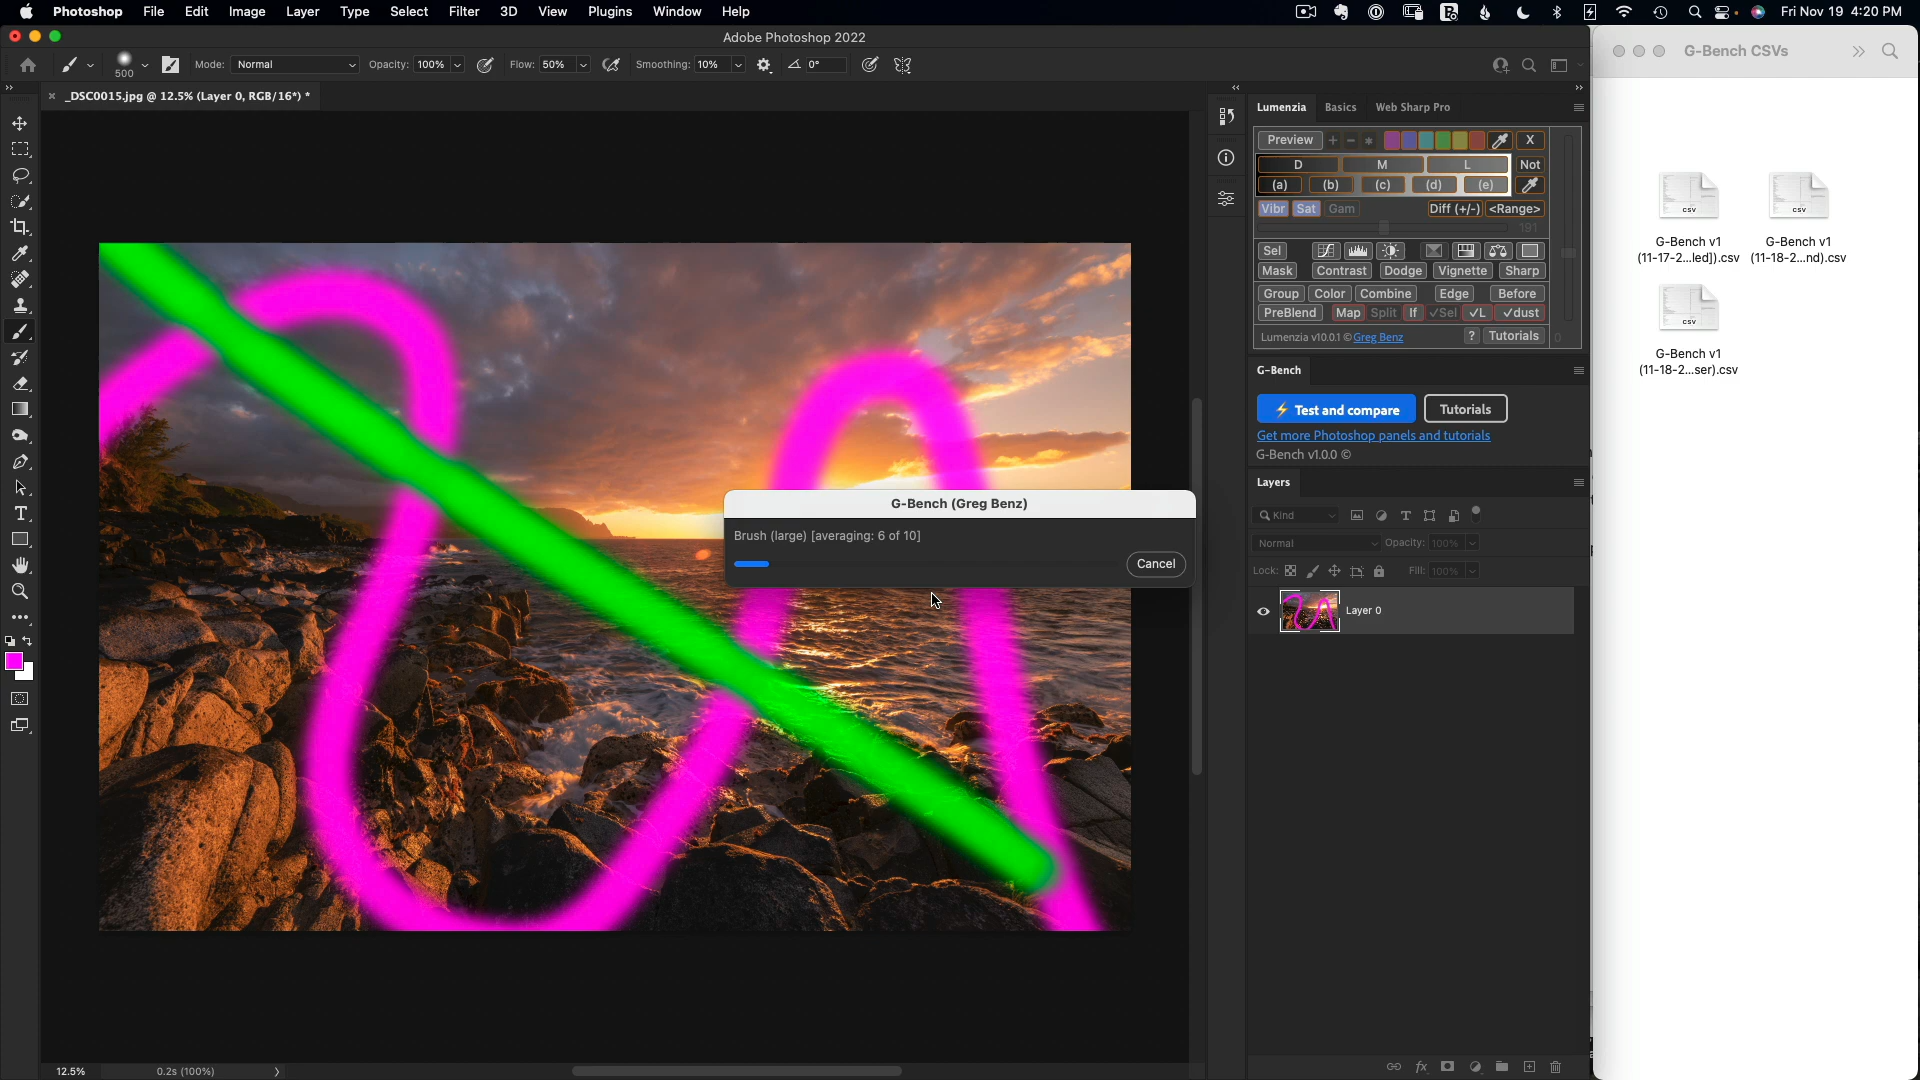 Photoshop File Edit Image Layer Type Select Filter 3D View Plugins Window Help
Fri Nov 19 4:20 PM
Adobe Photoshop 2022
500
Mode: Normal
Opacity: 100%
Flow: 50%
Smoothing: 10%
0°
_DSC0015.jpg @ 12.5% (Layer 0, RGB/16*) *
Lumenzia Basics Web Sharp Pro
Preview + − * X
D M L Not
(a) (b) (c) (d) (e)
Vibr Sat Gam Diff (+/-) <Range>
191
Sel
Mask Contrast Dodge Vignette Sharp
Group Color Combine Edge Before
PreBlend Map Split If ✓Sel ✓L ✓dust
Lumenzia v10.0.1 © Greg Benz ? Tutorials 0
G-Bench
⚡ Test and compare Tutorials
Get more Photoshop panels and tutorials
G-Bench v1.0.0 ©
Layers
Kind
Normal Opacity: 100%
Lock: Fill: 100%
Layer 0
fx
G-Bench (Greg Benz)
Brush (large) [averaging: 6 of 10]
Cancel
12.5% 0.2s (100%)
G-Bench CSVs
CSV
G-Bench v1
(11-17-2...led]).csv
CSV
G-Bench v1
(11-18-2...nd).csv
CSV
G-Bench v1
(11-18-2...ser).csv